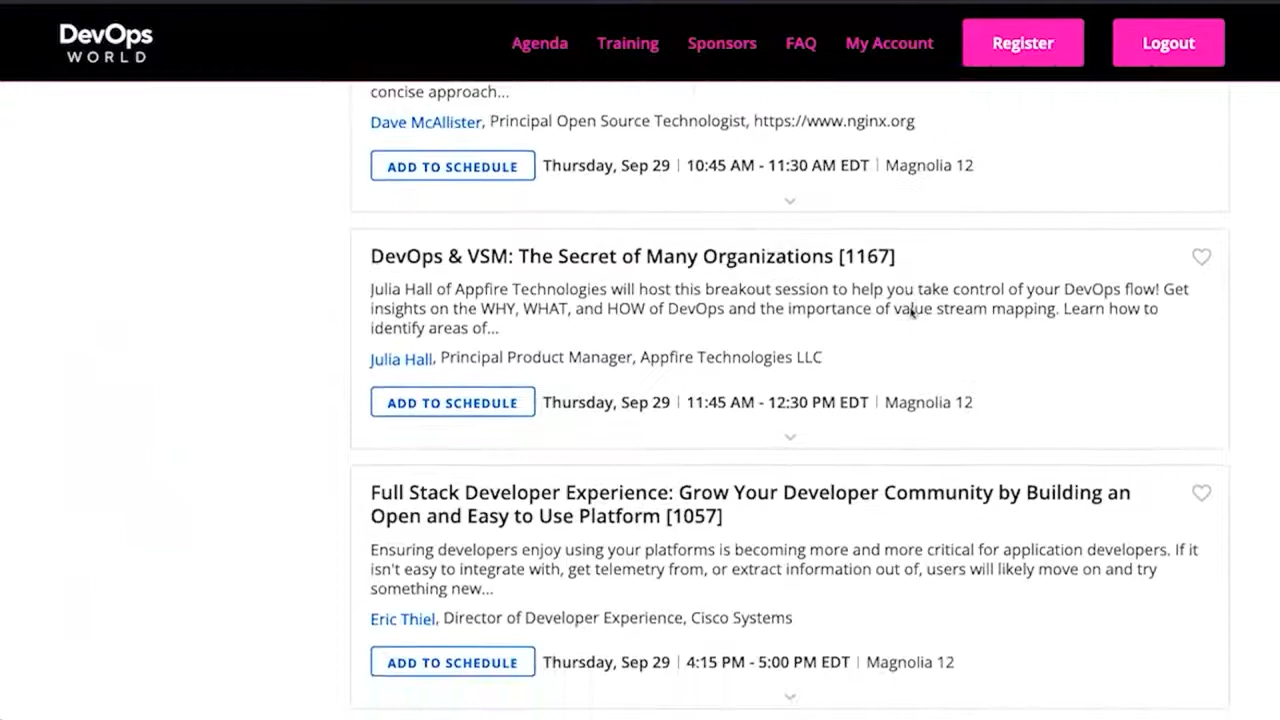 DevOps
WORLD
Agenda
Training
Sponsors
FAQ
My Account
Register
Logout
concise approach...
Dave McAllister, Principal Open Source Technologist, https://www.nginx.org
ADD TO SCHEDULE Thursday, Sep 29 | 10:45 AM - 11:30 AM EDT | Magnolia 12
DevOps & VSM: The Secret of Many Organizations [1167]
Julia Hall of Appfire Technologies will host this breakout session to help you take control of your DevOps flow! Get
insights on the WHY, WHAT, and HOW of DevOps and the importance of value stream mapping. Learn how to
identify areas of...
Julia Hall, Principal Product Manager, Appfire Technologies LLC
ADD TO SCHEDULE Thursday, Sep 29 | 11:45 AM - 12:30 PM EDT | Magnolia 12
Full Stack Developer Experience: Grow Your Developer Community by Building an
Open and Easy to Use Platform [1057]
Ensuring developers enjoy using your platforms is becoming more and more critical for application developers. If it
isn't easy to integrate with, get telemetry from, or extract information out of, users will likely move on and try
something new...
Eric Thiel, Director of Developer Experience, Cisco Systems
ADD TO SCHEDULE Thursday, Sep 29 | 4:15 PM - 5:00 PM EDT | Magnolia 12